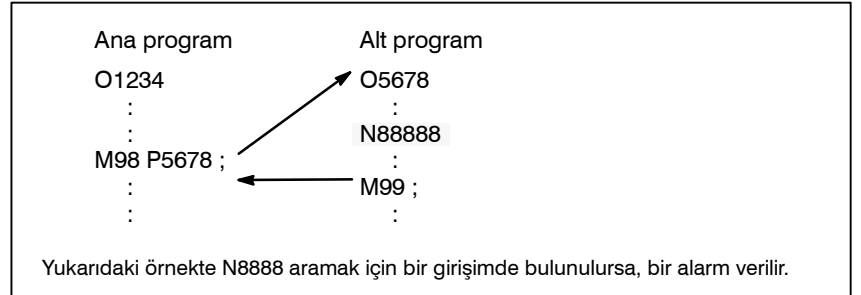 Ana program Alt program
O1234 O5678
: :
: N88888
M98 P5678 ; :
: M99 ;
: :
Yukarıdaki örnekte N8888 aramak için bir girişimde bulunulursa, bir alarm verilir.